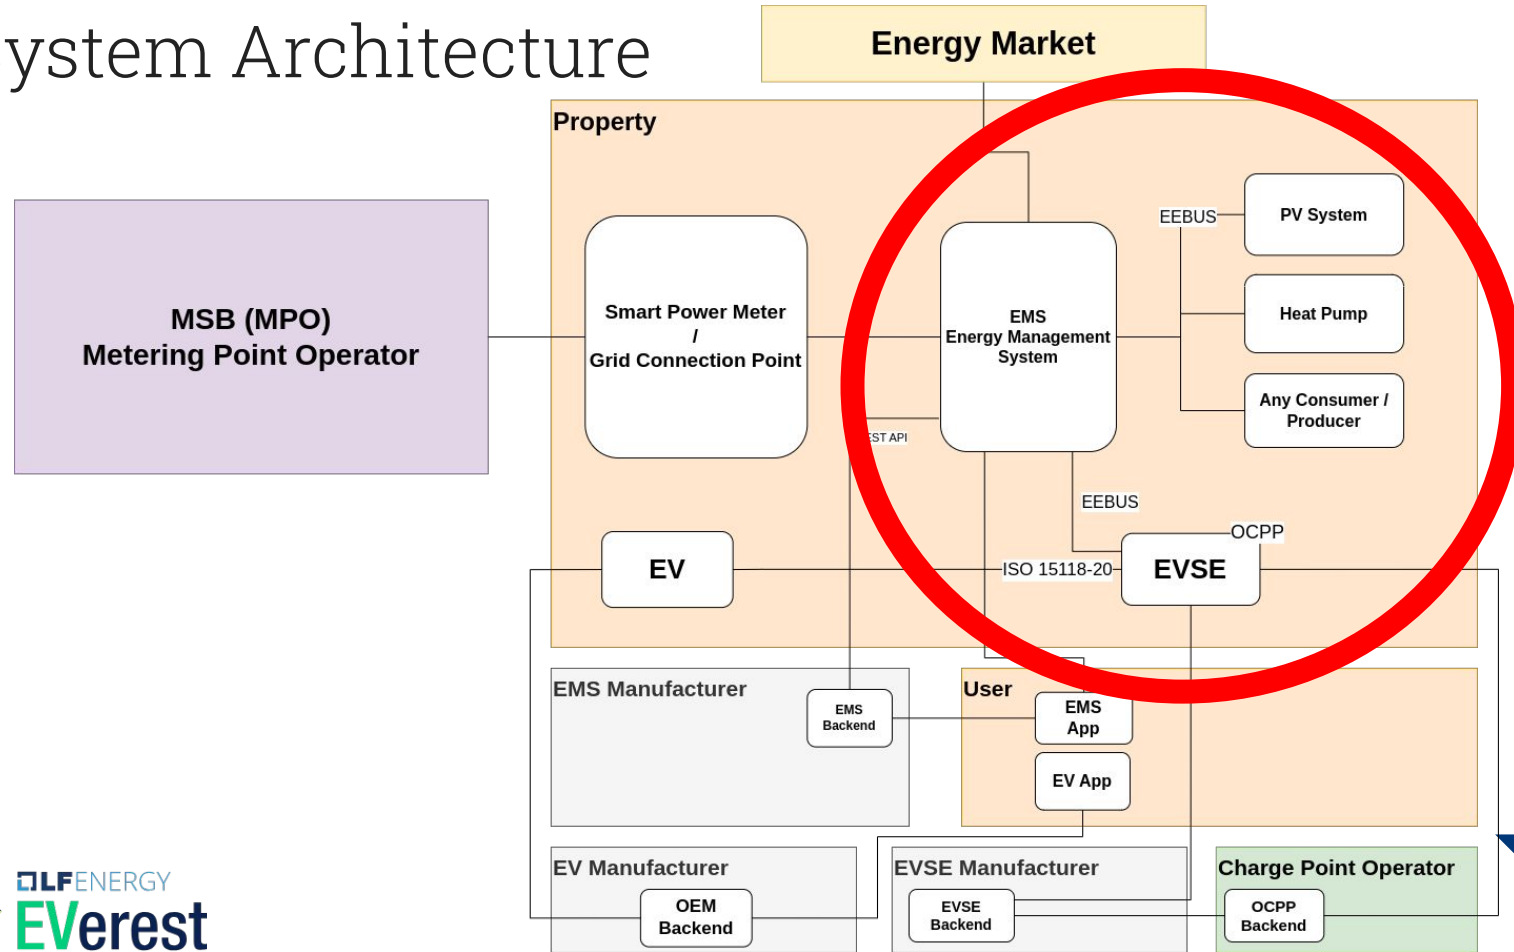 ystem Architecture
Energy Market
Property
MSB (MPO)
Metering Point Operator
Smart Power Meter
/
Grid Connection Point
EMS
Energy Management
System
EEBUS
PV System
Heat Pump
Any Consumer /
Producer
EST API
EEBUS
OCPP
EV
ISO 15118-20
EVSE
EMS Manufacturer
EMS
Backend
User
EMS
App
EV App
EV Manufacturer
OEM
Backend
EVSE Manufacturer
EVSE
Backend
Charge Point Operator
OCPP
Backend
LFENERGY
EVerest